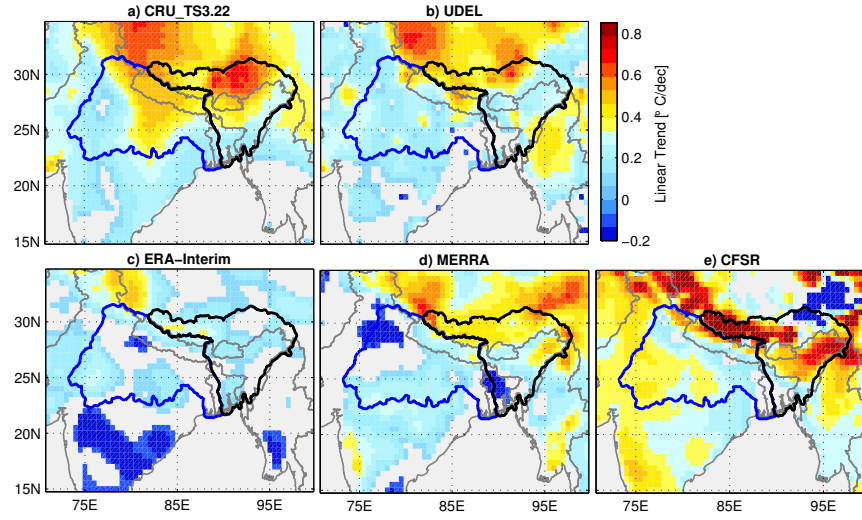 a) CRU_TS3.22
b) UDEL
30N
25N
20N
15N
0.8
0.6
0.4
0.2
0
−0.2
Linear Trend [° C/dec]
c) ERA−Interim
d) MERRA
e) CFSR
30N
25N
20N
15N
75E
85E
95E
75E
85E
95E
75E
85E
95E